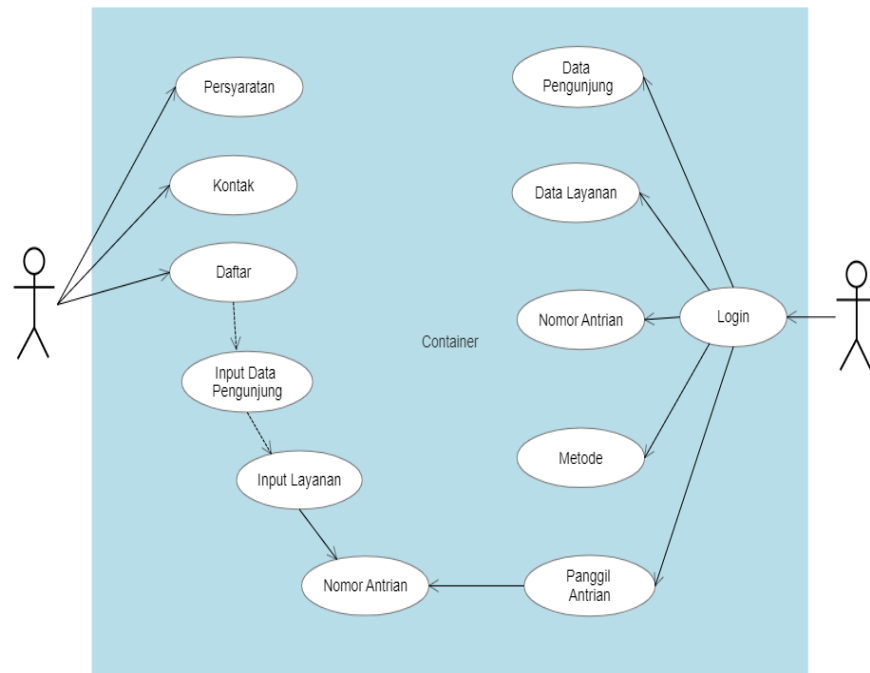 Persyaratan
Kontak
Daftar
Input Data
Pengunjung
Input Layanan
Nomor Antrian
Container
Data
Pengunjung
Data Layanan
Nomor Antrian
Login
Metode
Panggil
Antrian